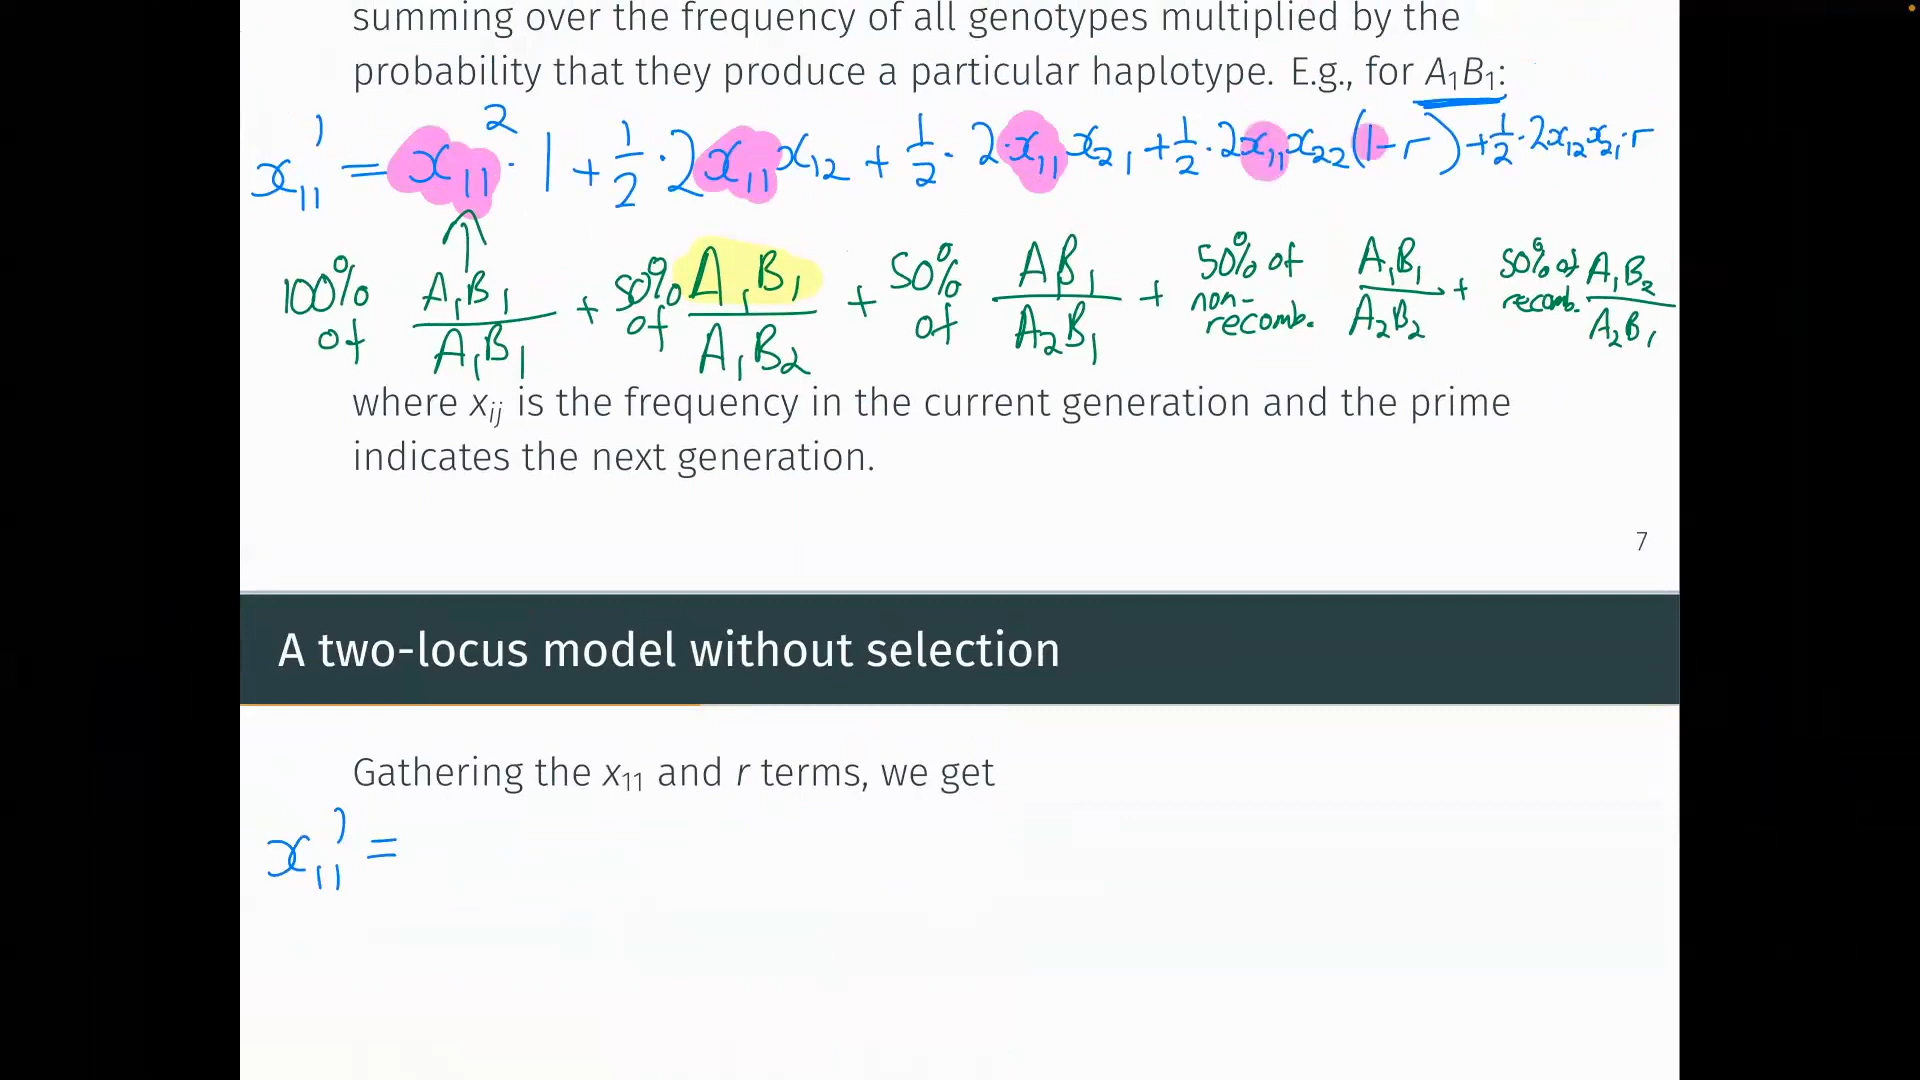 summing over the frequency of all genotypes multiplied by the
probability that they produce a particular haplotype. E.g., for A₁B₁:
x₁₁' = x₁₁² · 1 + 1/2 · 2x₁₁x₁₂ + 1/2 · 2·x₁₁x₂₁ + 1/2 · 2x₁₁x₂₂(1-r) + 1/2 · 2x₁₂x₂₁·r
100% of A₁B₁/A₁B₁ + 50% of A₁B₁/A₁B₂ + 50% of AB₁/A₂B₁ + 50% of non-recomb. A₁B₁/A₂B₂ + 50% of recomb. A₁B₂/A₂B₁
where xᵢⱼ is the frequency in the current generation and the prime
indicates the next generation.
7
A two-locus model without selection
Gathering the x₁₁ and r terms, we get
x₁₁' =